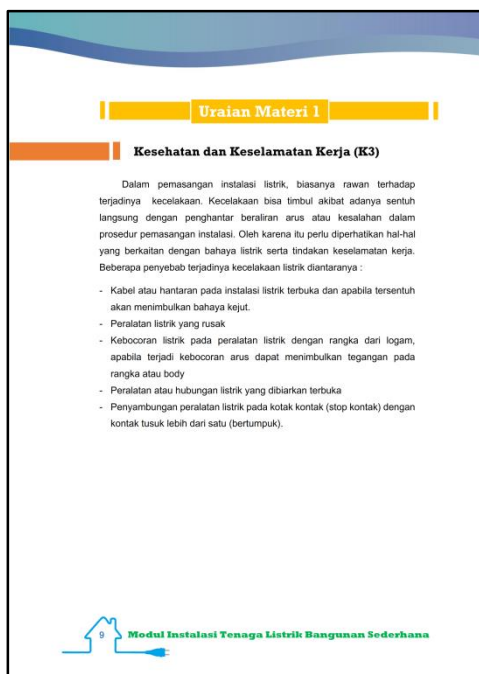 Uraian Materi 1
Kesehatan dan Keselamatan Kerja (K3)
Dalam pemasangan instalasi listrik, biasanya rawan terhadap
terjadinya kecelakaan. Kecelakaan bisa timbul akibat adanya sentuh
langsung dengan penghantar beraliran arus atau kesalahan dalam
prosedur pemasangan instalasi. Oleh karena itu perlu diperhatikan hal-hal
yang berkaitan dengan bahaya listrik serta tindakan keselamatan kerja.
Beberapa penyebab terjadinya kecelakaan listrik diantaranya :
- Kabel atau hantaran pada instalasi listrik terbuka dan apabila tersentuh
akan menimbulkan bahaya kejut.
- Peralatan listrik yang rusak
- Kebocoran listrik pada peralatan listrik dengan rangka dari logam,
apabila terjadi kebocoran arus dapat menimbulkan tegangan pada
rangka atau body
- Peralatan atau hubungan listrik yang dibiarkan terbuka
- Penyambungan peralatan listrik pada kotak kontak (stop kontak) dengan
kontak tusuk lebih dari satu (bertumpuk).
9 Modul Instalasi Tenaga Listrik Bangunan Sederhana